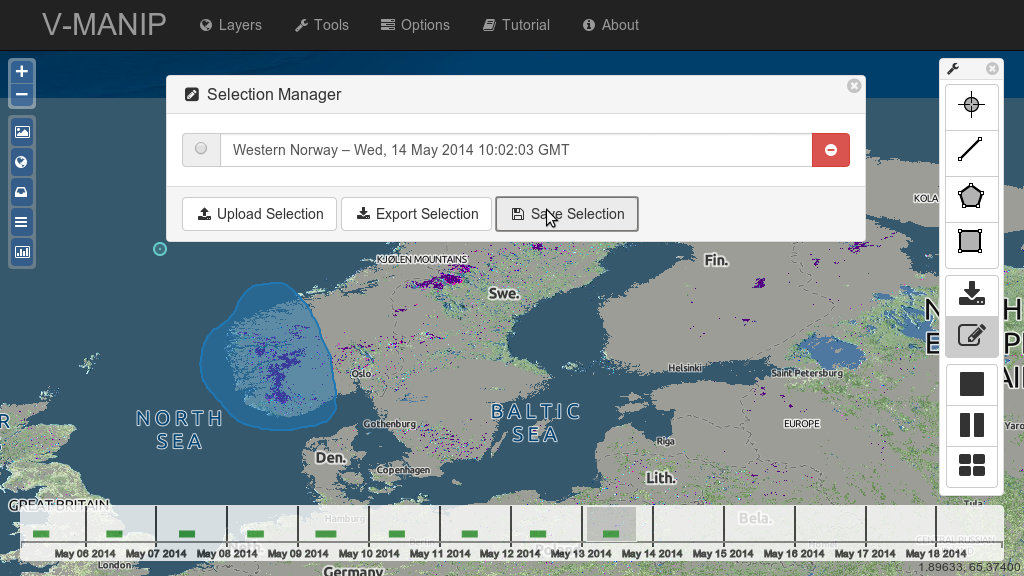 V-MANIP
Layers
Tools
Options
Tutorial
About
Selection Manager
Western Norway – Wed, 14 May 2014 10:02:03 GMT
Upload Selection
Export Selection
Save Selection
KOLA
KJØLEN MOUNTAINS
Fin.
Swe.
Helsinki
Saint Petersburg
Oslo
NORTH
SEA
BALTIC
SEA
Gothenburg
EUROPE
Riga
Den.
Copenhagen
Lith.
GREAT BRITAIN
Hamburg
Bela.
May 06 2014
May 07 2014
May 08 2014
May 09 2014
May 10 2014
May 11 2014
May 12 2014
May 13 2014
May 14 2014
May 15 2014
May 16 2014
May 17 2014
May 18 2014
London
Germany
1.89633, 65.37400